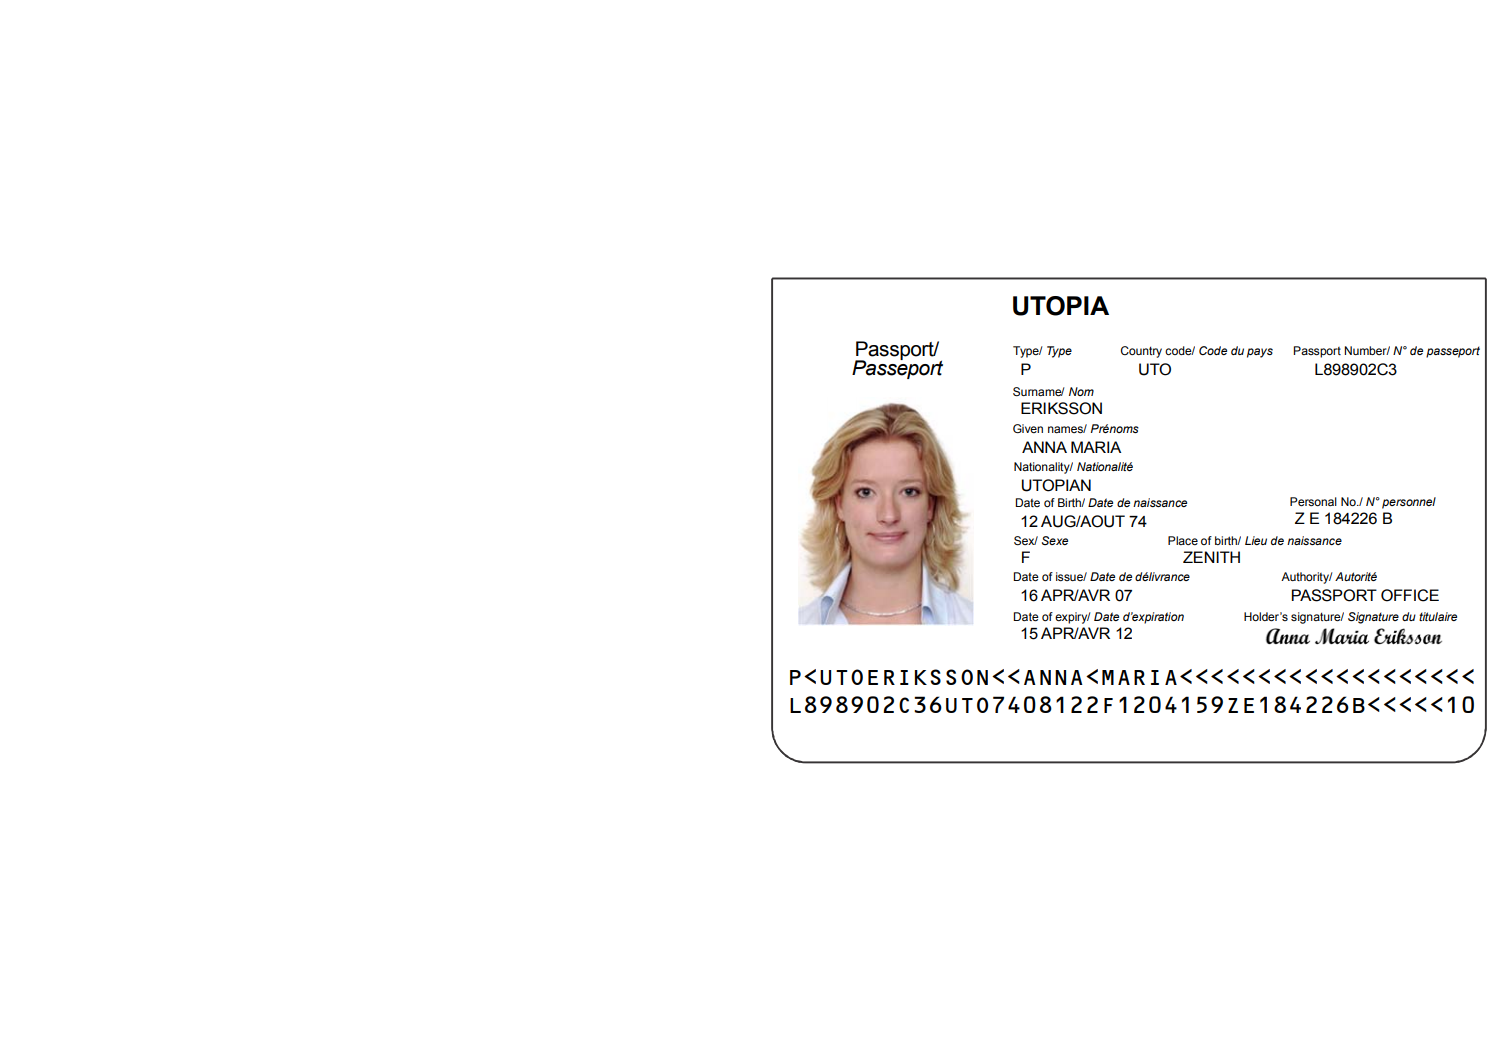 UTOPIA
Passport/
Passeport
Type/ Type
Country code/ Code du pays
Passport Number/ N° de passeport
P
UTO
L898902C3
Surname/ Nom
ERIKSSON
Given names/ Prénoms
ANNA MARIA
Nationality/ Nationalité
UTOPIAN
Date of Birth/ Date de naissance
Personal No./ N° personnel
12 AUG/AOUT 74
Z E 184226 B
Sex/ Sexe
Place of birth/ Lieu de naissance
F
ZENITH
Date of issue/ Date de délivrance
Authority/ Autorité
16 APR/AVR 07
PASSPORT OFFICE
Date of expiry/ Date d'expiration
Holder's signature/ Signature du titulaire
15 APR/AVR 12
Anna Maria Eriksson
P<UTOERIKSSON<<ANNA<MARIA<<<<<<<<<<<<<<<<<<<
L898902C36UTO7408122F1204159ZE184226B<<<<<10